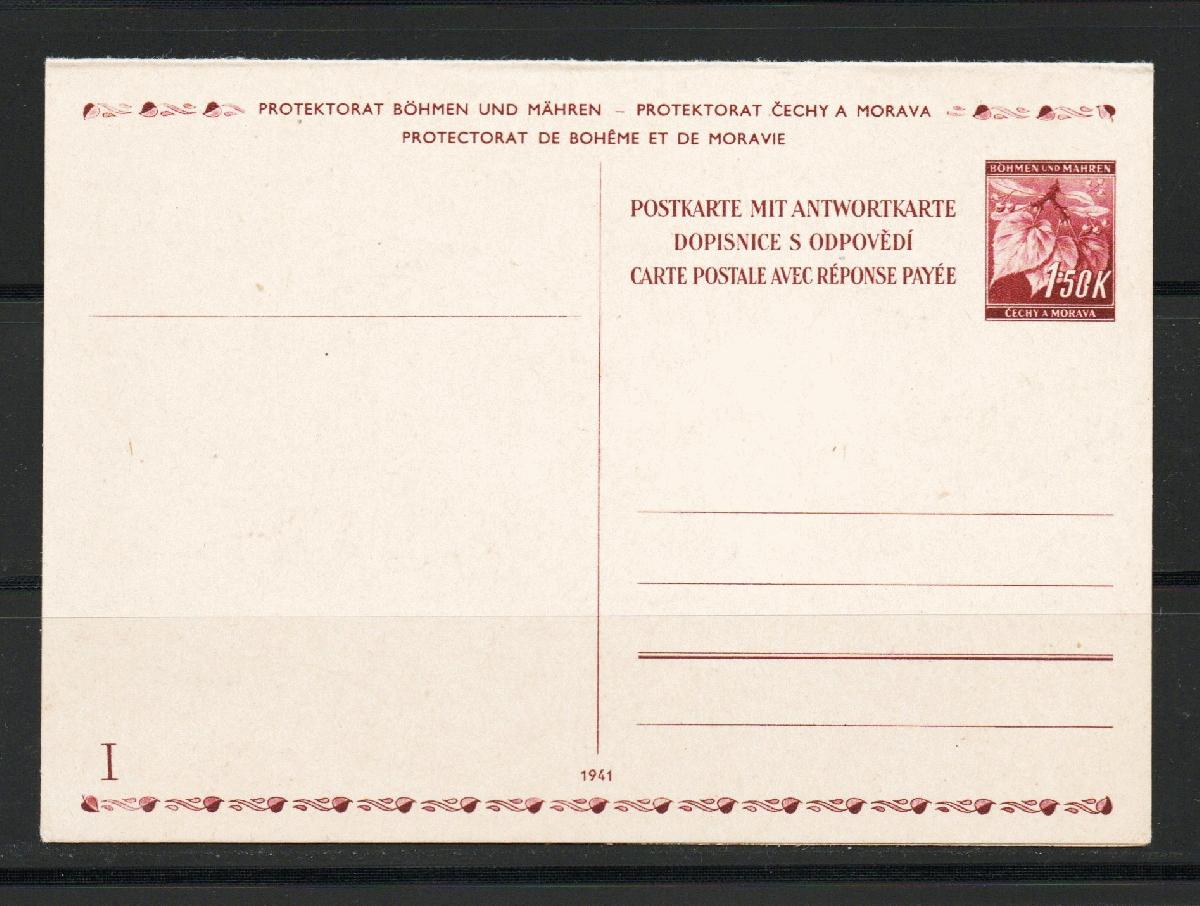 PROTEKTORAT BÖHMEN UND MÄHREN – PROTEKTORAT ČECHY A MORAVA
PROTECTORAT DE BOHÊME ET DE MORAVIE
POSTKARTE MIT ANTWORTKARTE
DOPISNICE S ODPOVĚDÍ
CARTE POSTALE AVEC RÉPONSE PAYÉE
BÖHMEN UND MÄHREN
1·50K
ČECHY A MORAVA
I
1941